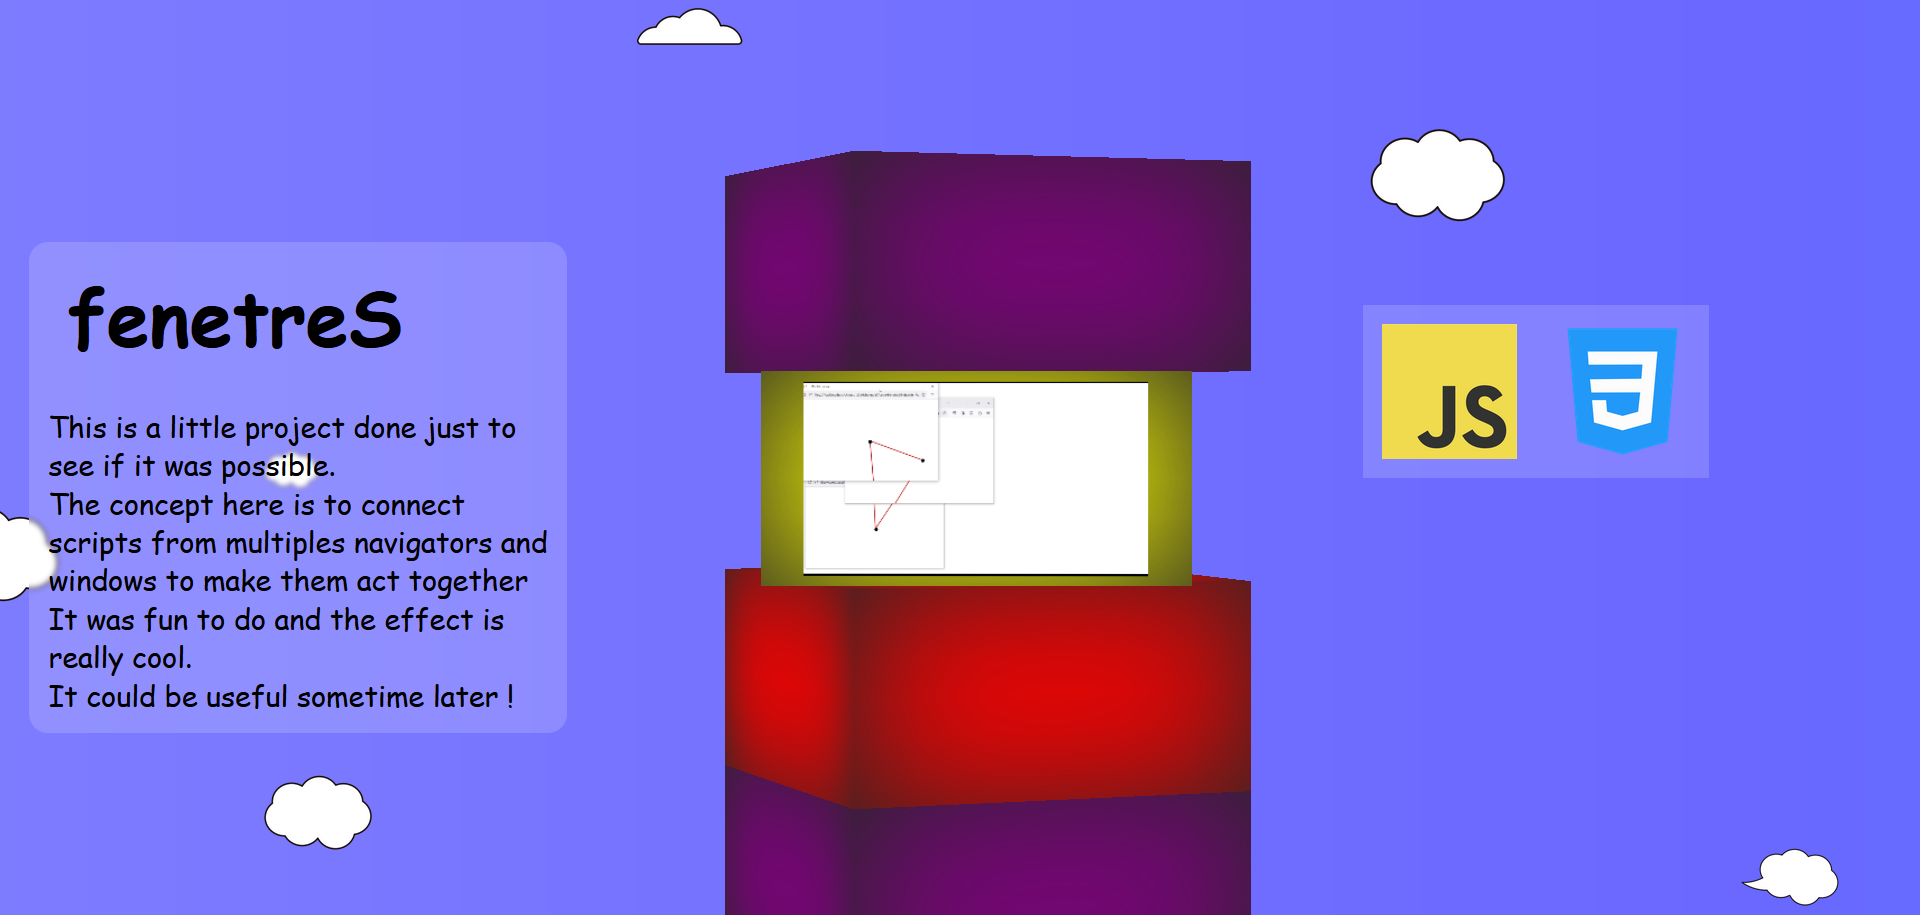 fenetreS
This is a little project done just to
see if it was possible.
The concept here is to connect
scripts from multiples navigators and
windows to make them act together
It was fun to do and the effect is
really cool.
It could be useful sometime later !
JS